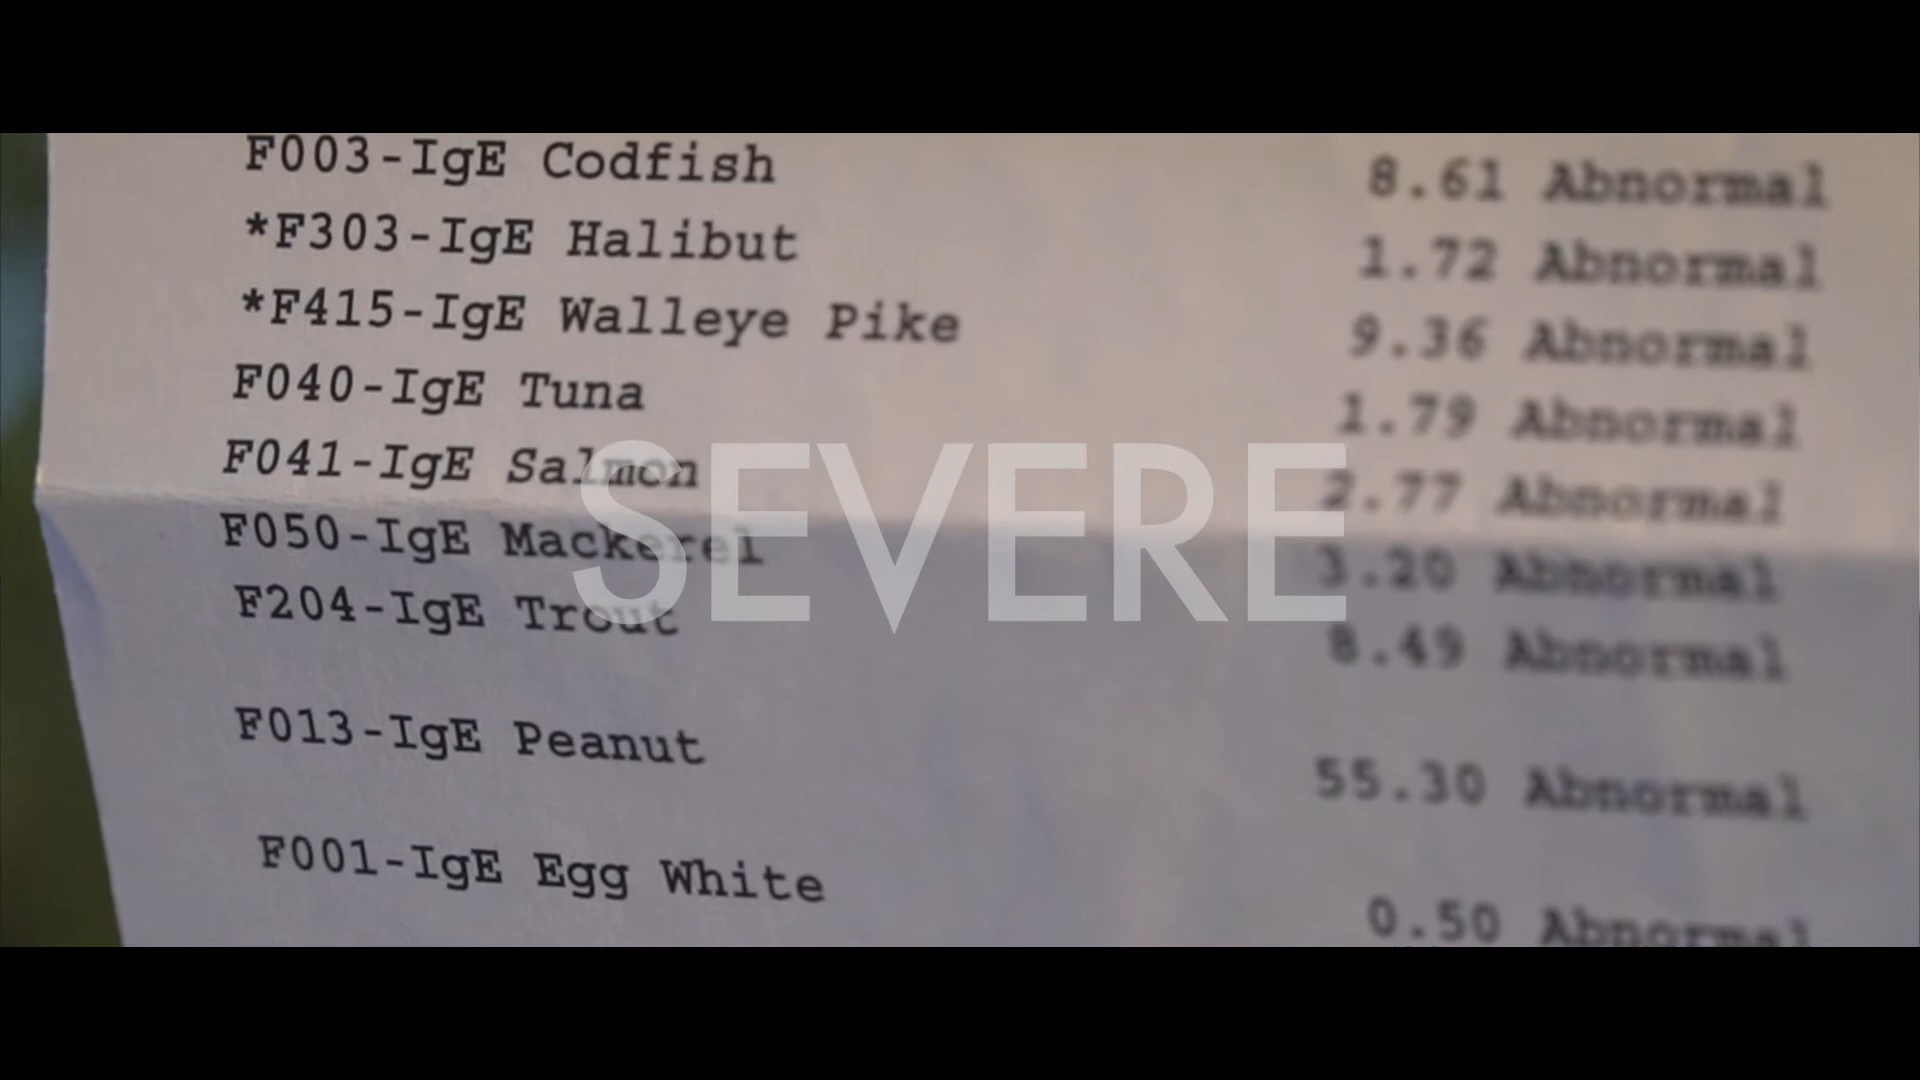 F003-IgE Codfish 8.61 Abnormal
*F303-IgE Halibut 1.72 Abnormal
*F415-IgE Walleye Pike 9.36 Abnormal
F040-IgE Tuna 1.79 Abnormal
F041-IgE Salmon 2.77 Abnormal
SEVERE
F050-IgE Mackerel 3.20 Abnormal
F204-IgE Trout 8.49 Abnormal
F013-IgE Peanut 55.30 Abnormal
F001-IgE Egg White 0.50 Abnormal